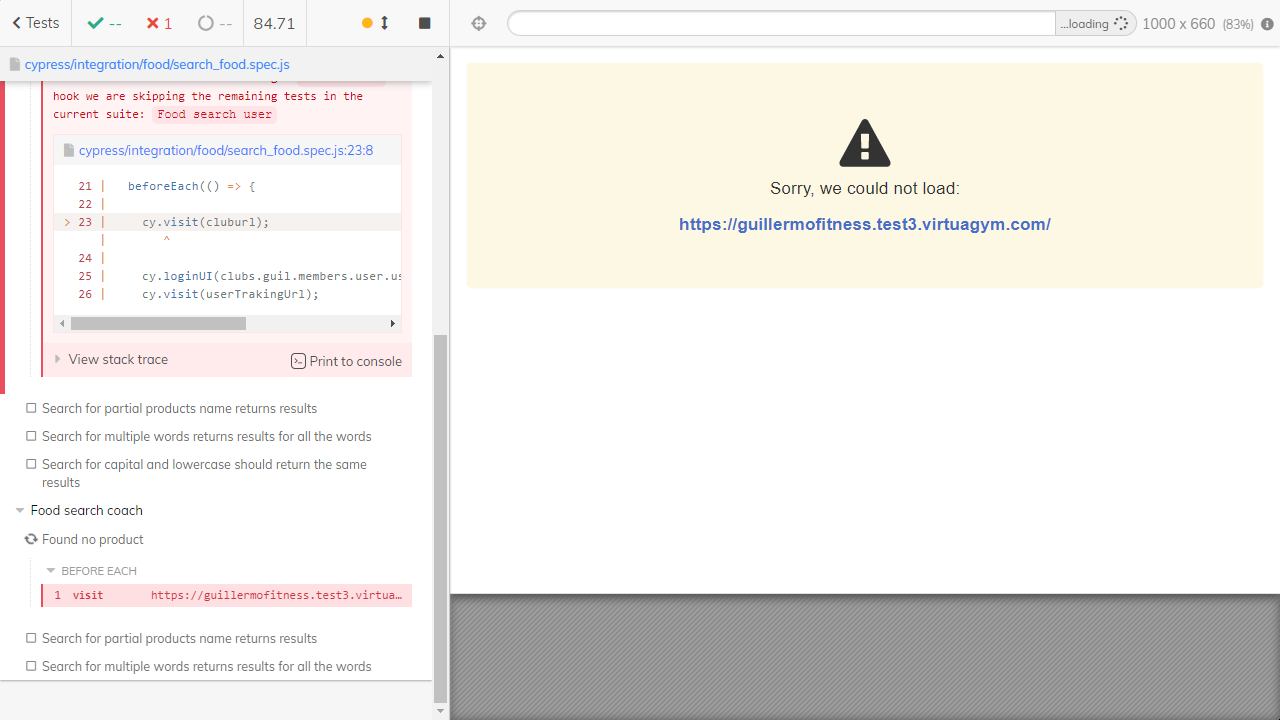 Tests
--
1
--
84.71
...loading
1000 x 660 (83%)
cypress/integration/food/search_food.spec.js
hook we are skipping the remaining tests in the
current suite: Food search user
cypress/integration/food/search_food.spec.js:23:8
21 | beforeEach(() => {
22 |
> 23 | cy.visit(cluburl);
| ^
24 |
25 | cy.loginUI(clubs.guil.members.user.us
26 | cy.visit(userTrakingUrl);
View stack trace
Print to console
Search for partial products name returns results
Search for multiple words returns results for all the words
Search for capital and lowercase should return the same
results
Food search coach
Found no product
BEFORE EACH
1 visit https://guillermofitness.test3.virtua…
Search for partial products name returns results
Search for multiple words returns results for all the words
Sorry, we could not load:
https://guillermofitness.test3.virtuagym.com/